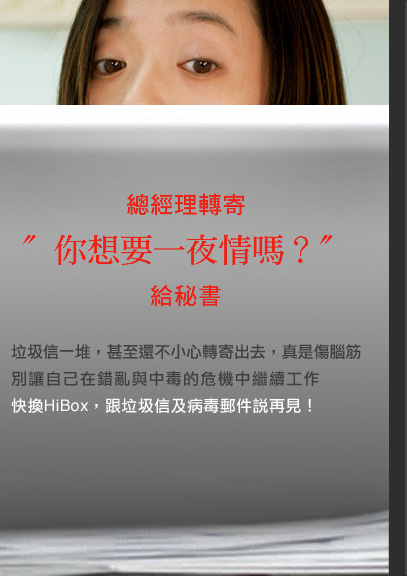 總經理轉寄
〞你想要一夜情嗎？〞
給秘書
垃圾信一堆，甚至還不小心轉寄出去，真是傷腦筋
別讓自己在錯亂與中毒的危機中繼續工作
快換HiBox，跟垃圾信及病毒郵件説再見！